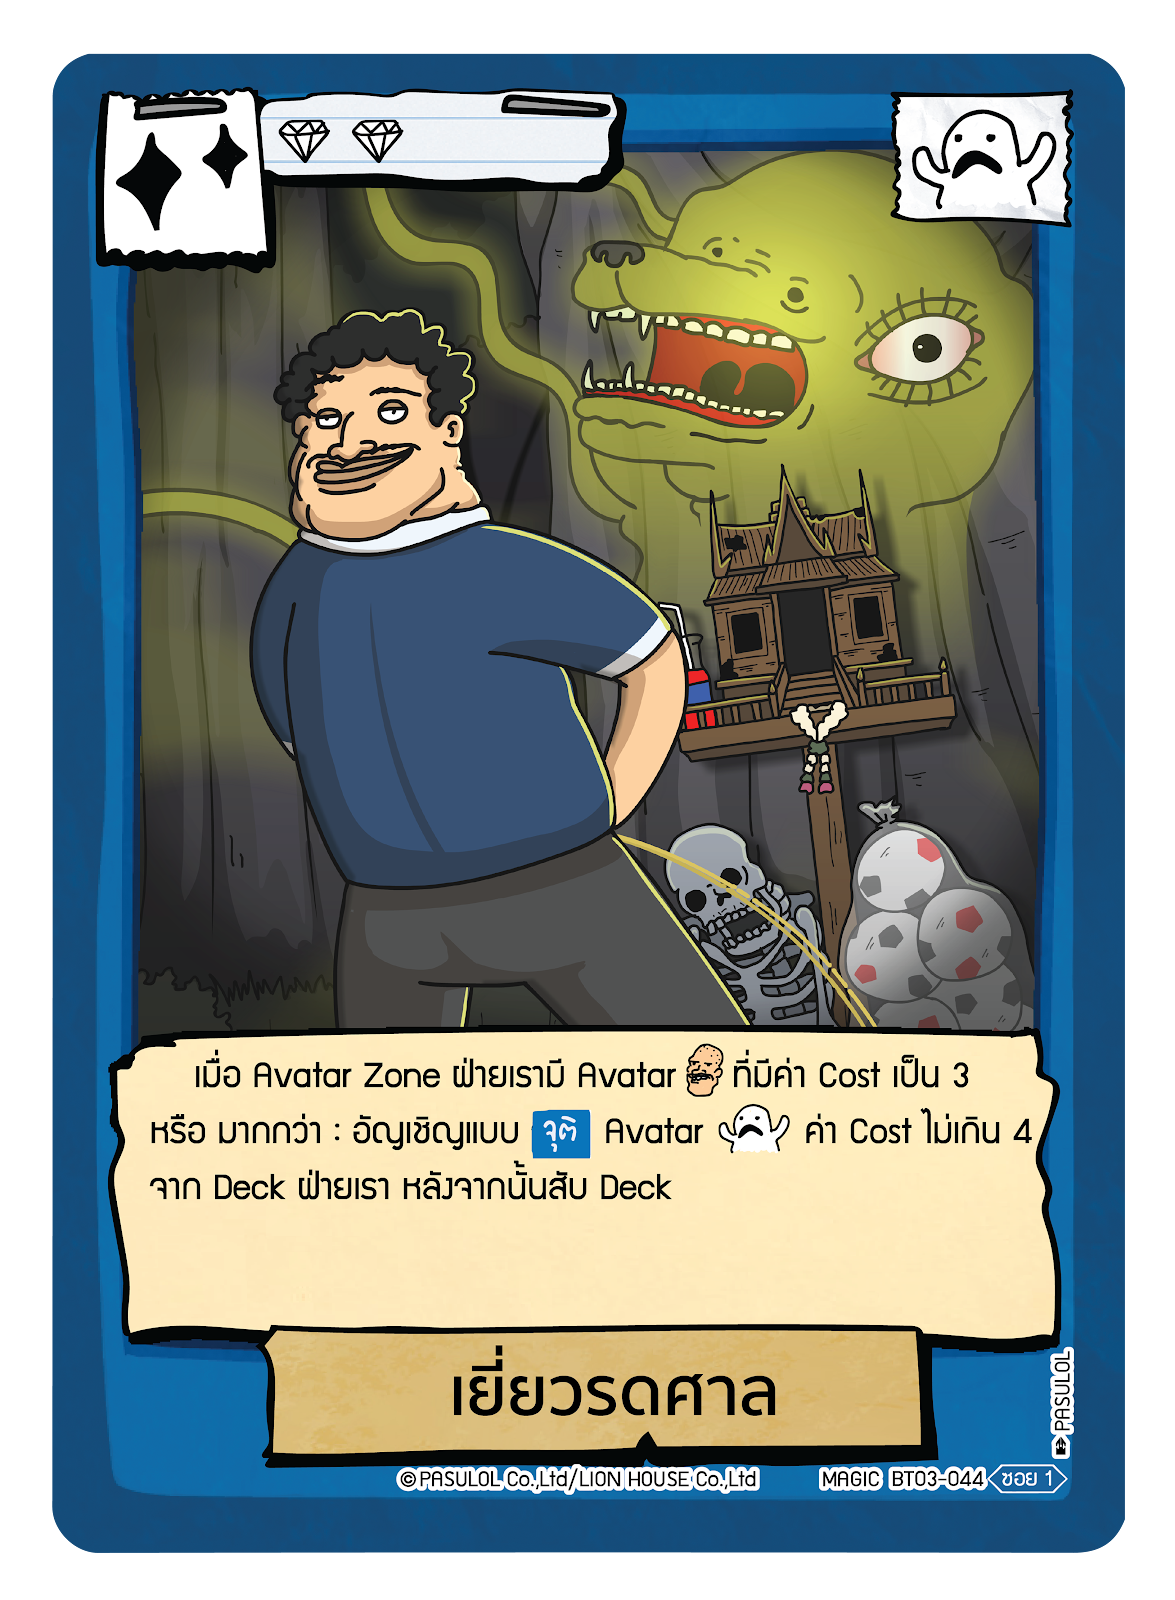 เมื่อ Avatar Zone ฝ่ายเรามี Avatar ที่มีค่า Cost เป็น 3
หรือ มากกว่า : อัญเชิญแบบ จุติ Avatar ค่า Cost ไม่เกิน 4
จาก Deck ฝ่ายเรา หลังจากนั้นสับ Deck
เยี่ยวรดศาล
PASULOL
©PASULOL Co.,Ltd/LION HOUSE Co.,Ltd MAGIC BT03-044 ซอย 1